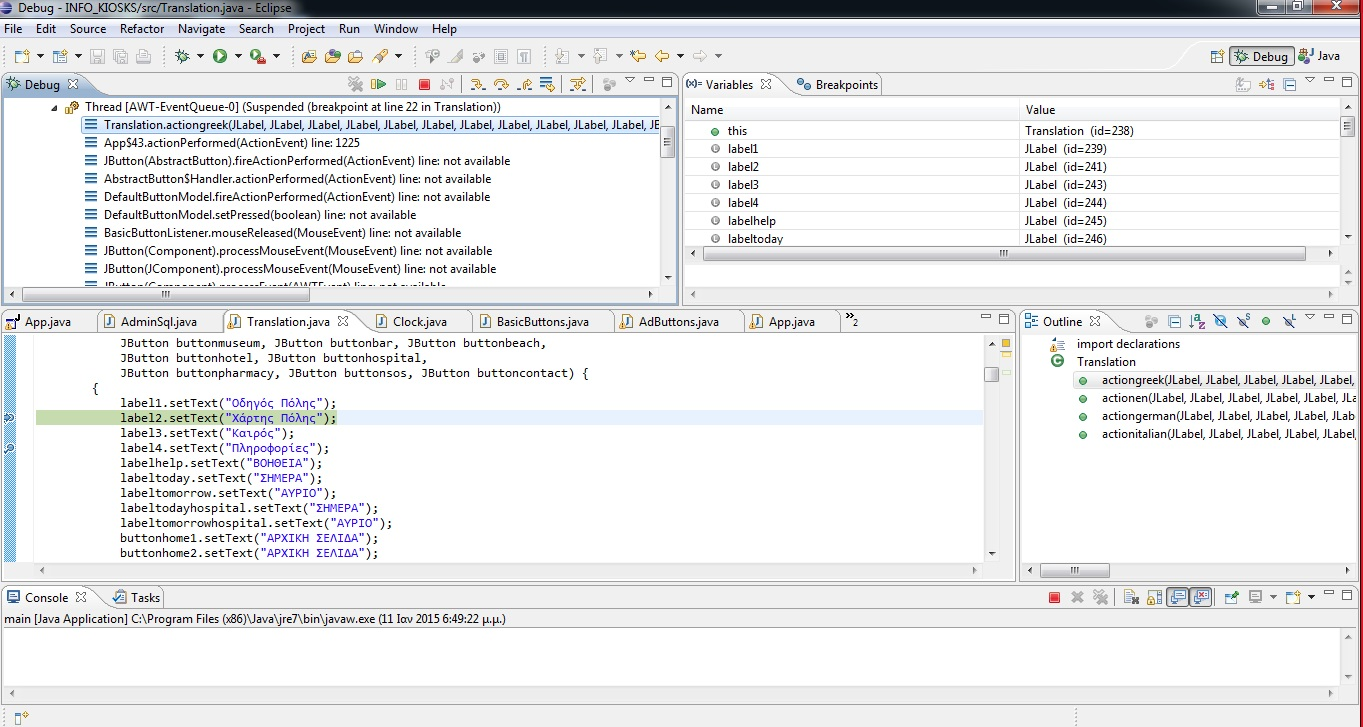 Debug - INFO_KIOSKS/src/Translation.java - Eclipse
File Edit Source Refactor Navigate Search Project Run Window Help
Debug Java
Debug
Thread [AWT-EventQueue-0] (Suspended (breakpoint at line 22 in Translation))
Translation.actiongreek(JLabel, JLabel, JLabel, JLabel, JLabel, JLabel, JLabel, JLabel, JLabel, JLabel, JLabel, JE
App$43.actionPerformed(ActionEvent) line: 1225
JButton(AbstractButton).fireActionPerformed(ActionEvent) line: not available
AbstractButton$Handler.actionPerformed(ActionEvent) line: not available
DefaultButtonModel.fireActionPerformed(ActionEvent) line: not available
DefaultButtonModel.setPressed(boolean) line: not available
BasicButtonListener.mouseReleased(MouseEvent) line: not available
JButton(Component).processMouseEvent(MouseEvent) line: not available
JButton(JComponent).processMouseEvent(MouseEvent) line: not available
JButton(Component).processEvent(AWTEvent) line: not available
(x)= Variables Breakpoints
Name Value
this Translation (id=238)
label1 JLabel (id=239)
label2 JLabel (id=241)
label3 JLabel (id=243)
label4 JLabel (id=244)
labelhelp JLabel (id=245)
labeltoday JLabel (id=246)
App.java AdminSql.java Translation.java Clock.java BasicButtons.java AdButtons.java App.java »2
JButton buttonmuseum, JButton buttonbar, JButton buttonbeach,
JButton buttonhotel, JButton buttonhospital,
JButton buttonpharmacy, JButton buttonsos, JButton buttoncontact) {
{
label1.setText("Οδηγός Πόλης");
label2.setText("Χάρτης Πόλης");
label3.setText("Καιρός");
label4.setText("Πληροφορίες");
labelhelp.setText("ΒΟΗΘΕΙΑ");
labeltoday.setText("ΣΗΜΕΡΑ");
labeltomorrow.setText("ΑΥΡΙΟ");
labeltodayhospital.setText("ΣΗΜΕΡΑ");
labeltomorrowhospital.setText("ΑΥΡΙΟ");
buttonhome1.setText("ΑΡΧΙΚΗ ΣΕΛΙΔΑ");
buttonhome2.setText("ΑΡΧΙΚΗ ΣΕΛΙΔΑ");
Outline
import declarations
Translation
actiongreek(JLabel, JLabel, JLabel, JLabel, JLabel,
actionen(JLabel, JLabel, JLabel, JLabel, JLabel, JLa
actiongerman(JLabel, JLabel, JLabel, JLabel, JLabe
actionitalian(JLabel, JLabel, JLabel, JLabel, JLabel,
Console Tasks
main [Java Application] C:\Program Files (x86)\Java\jre7\bin\javaw.exe (11 Ιαν 2015 6:49:22 μ.μ.)